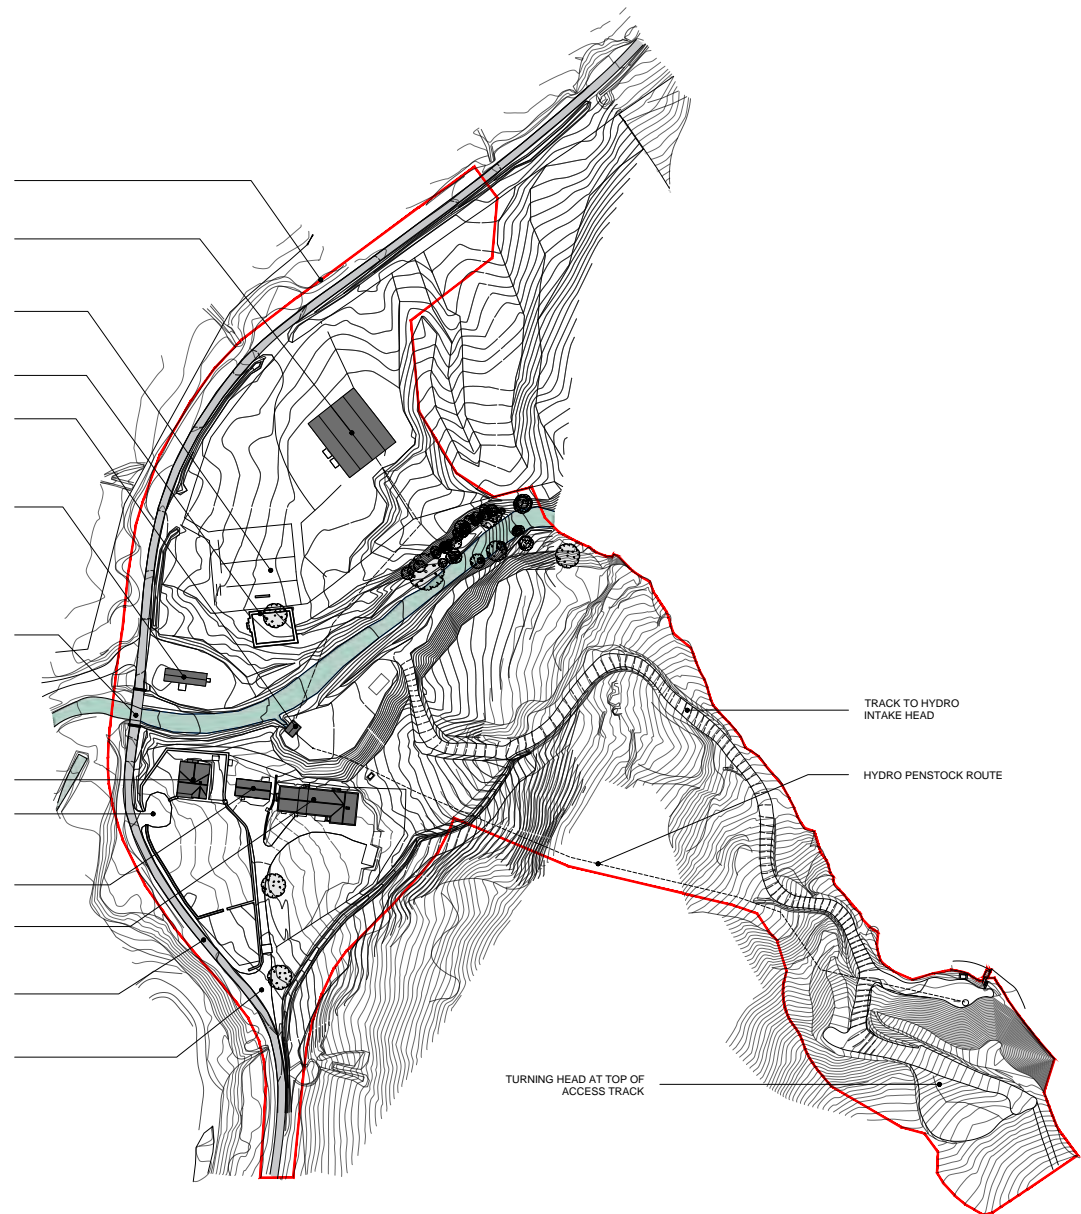 TRACK TO HYDRO
INTAKE HEAD
HYDRO PENSTOCK ROUTE
TURNING HEAD AT TOP OF
ACCESS TRACK